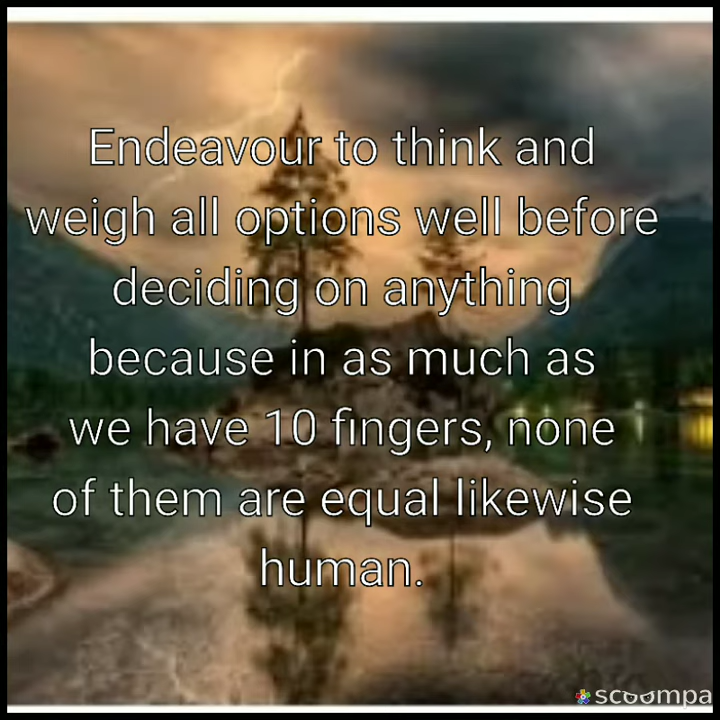 Endeavour to think and
weigh all options well before
deciding on anything
because in as much as
we have 10 fingers, none
of them are equal likewise
human.
scoompa